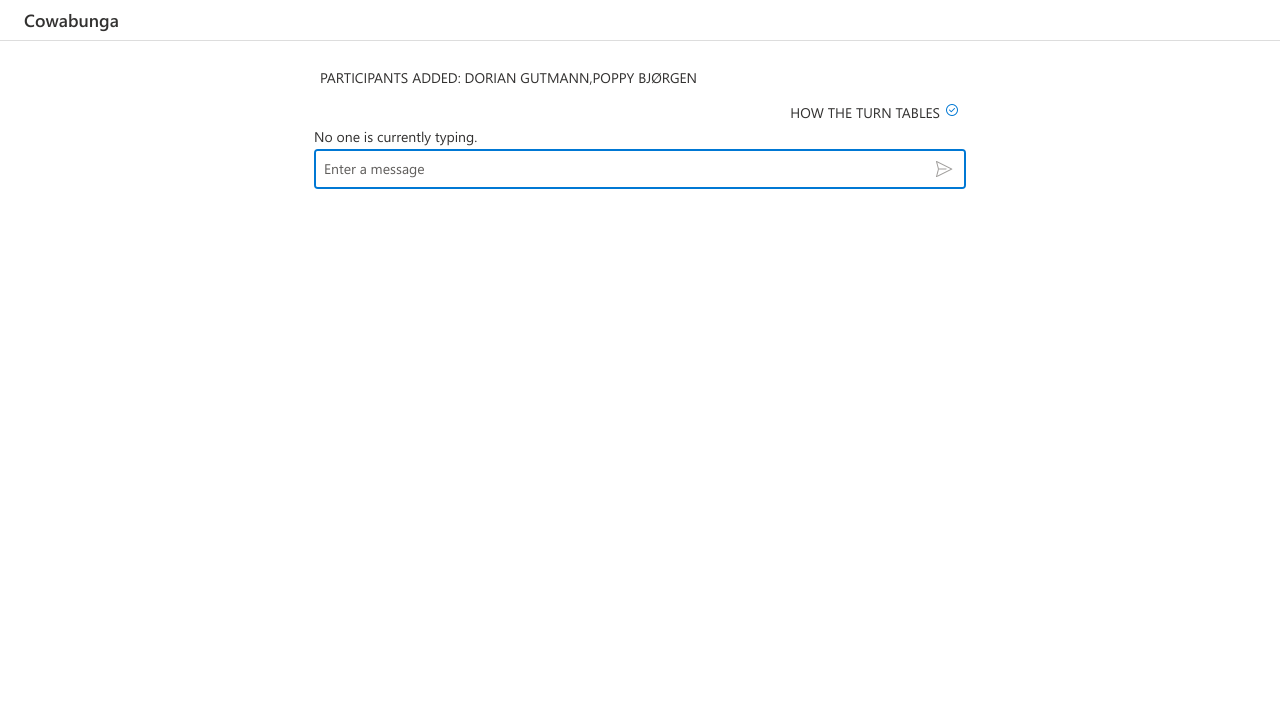 Cowabunga
PARTICIPANTS ADDED: DORIAN GUTMANN,POPPY BJØRGEN
HOW THE TURN TABLES
No one is currently typing.
Enter a message